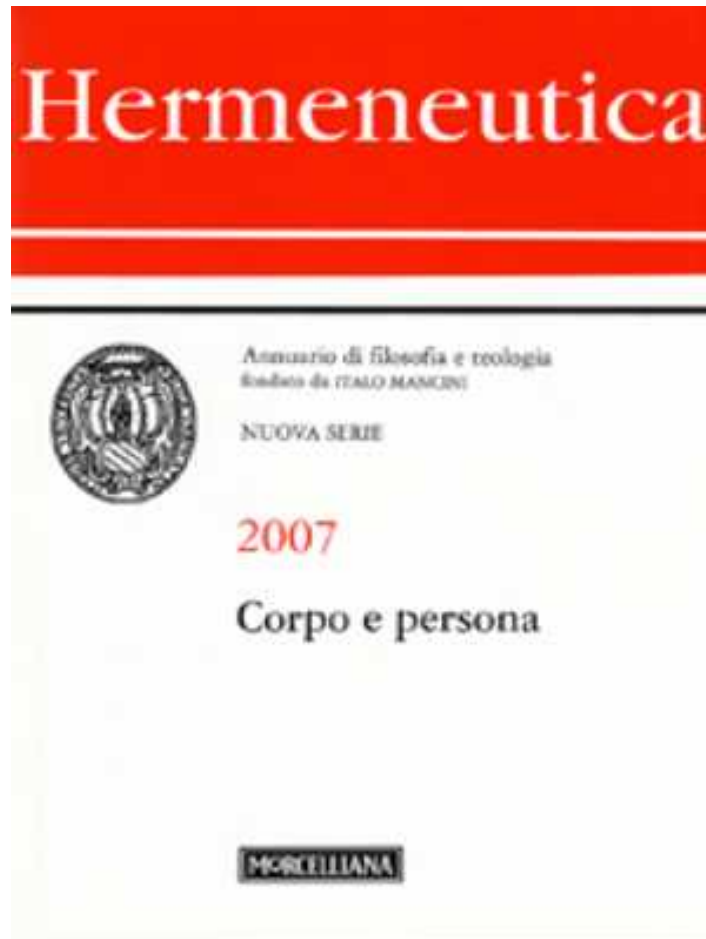 Hermeneutica
Annuario di filosofia e teologia
fondato da ITALO MANCINI
NUOVA SERIE
2007
Corpo e persona
MORCELLIANA